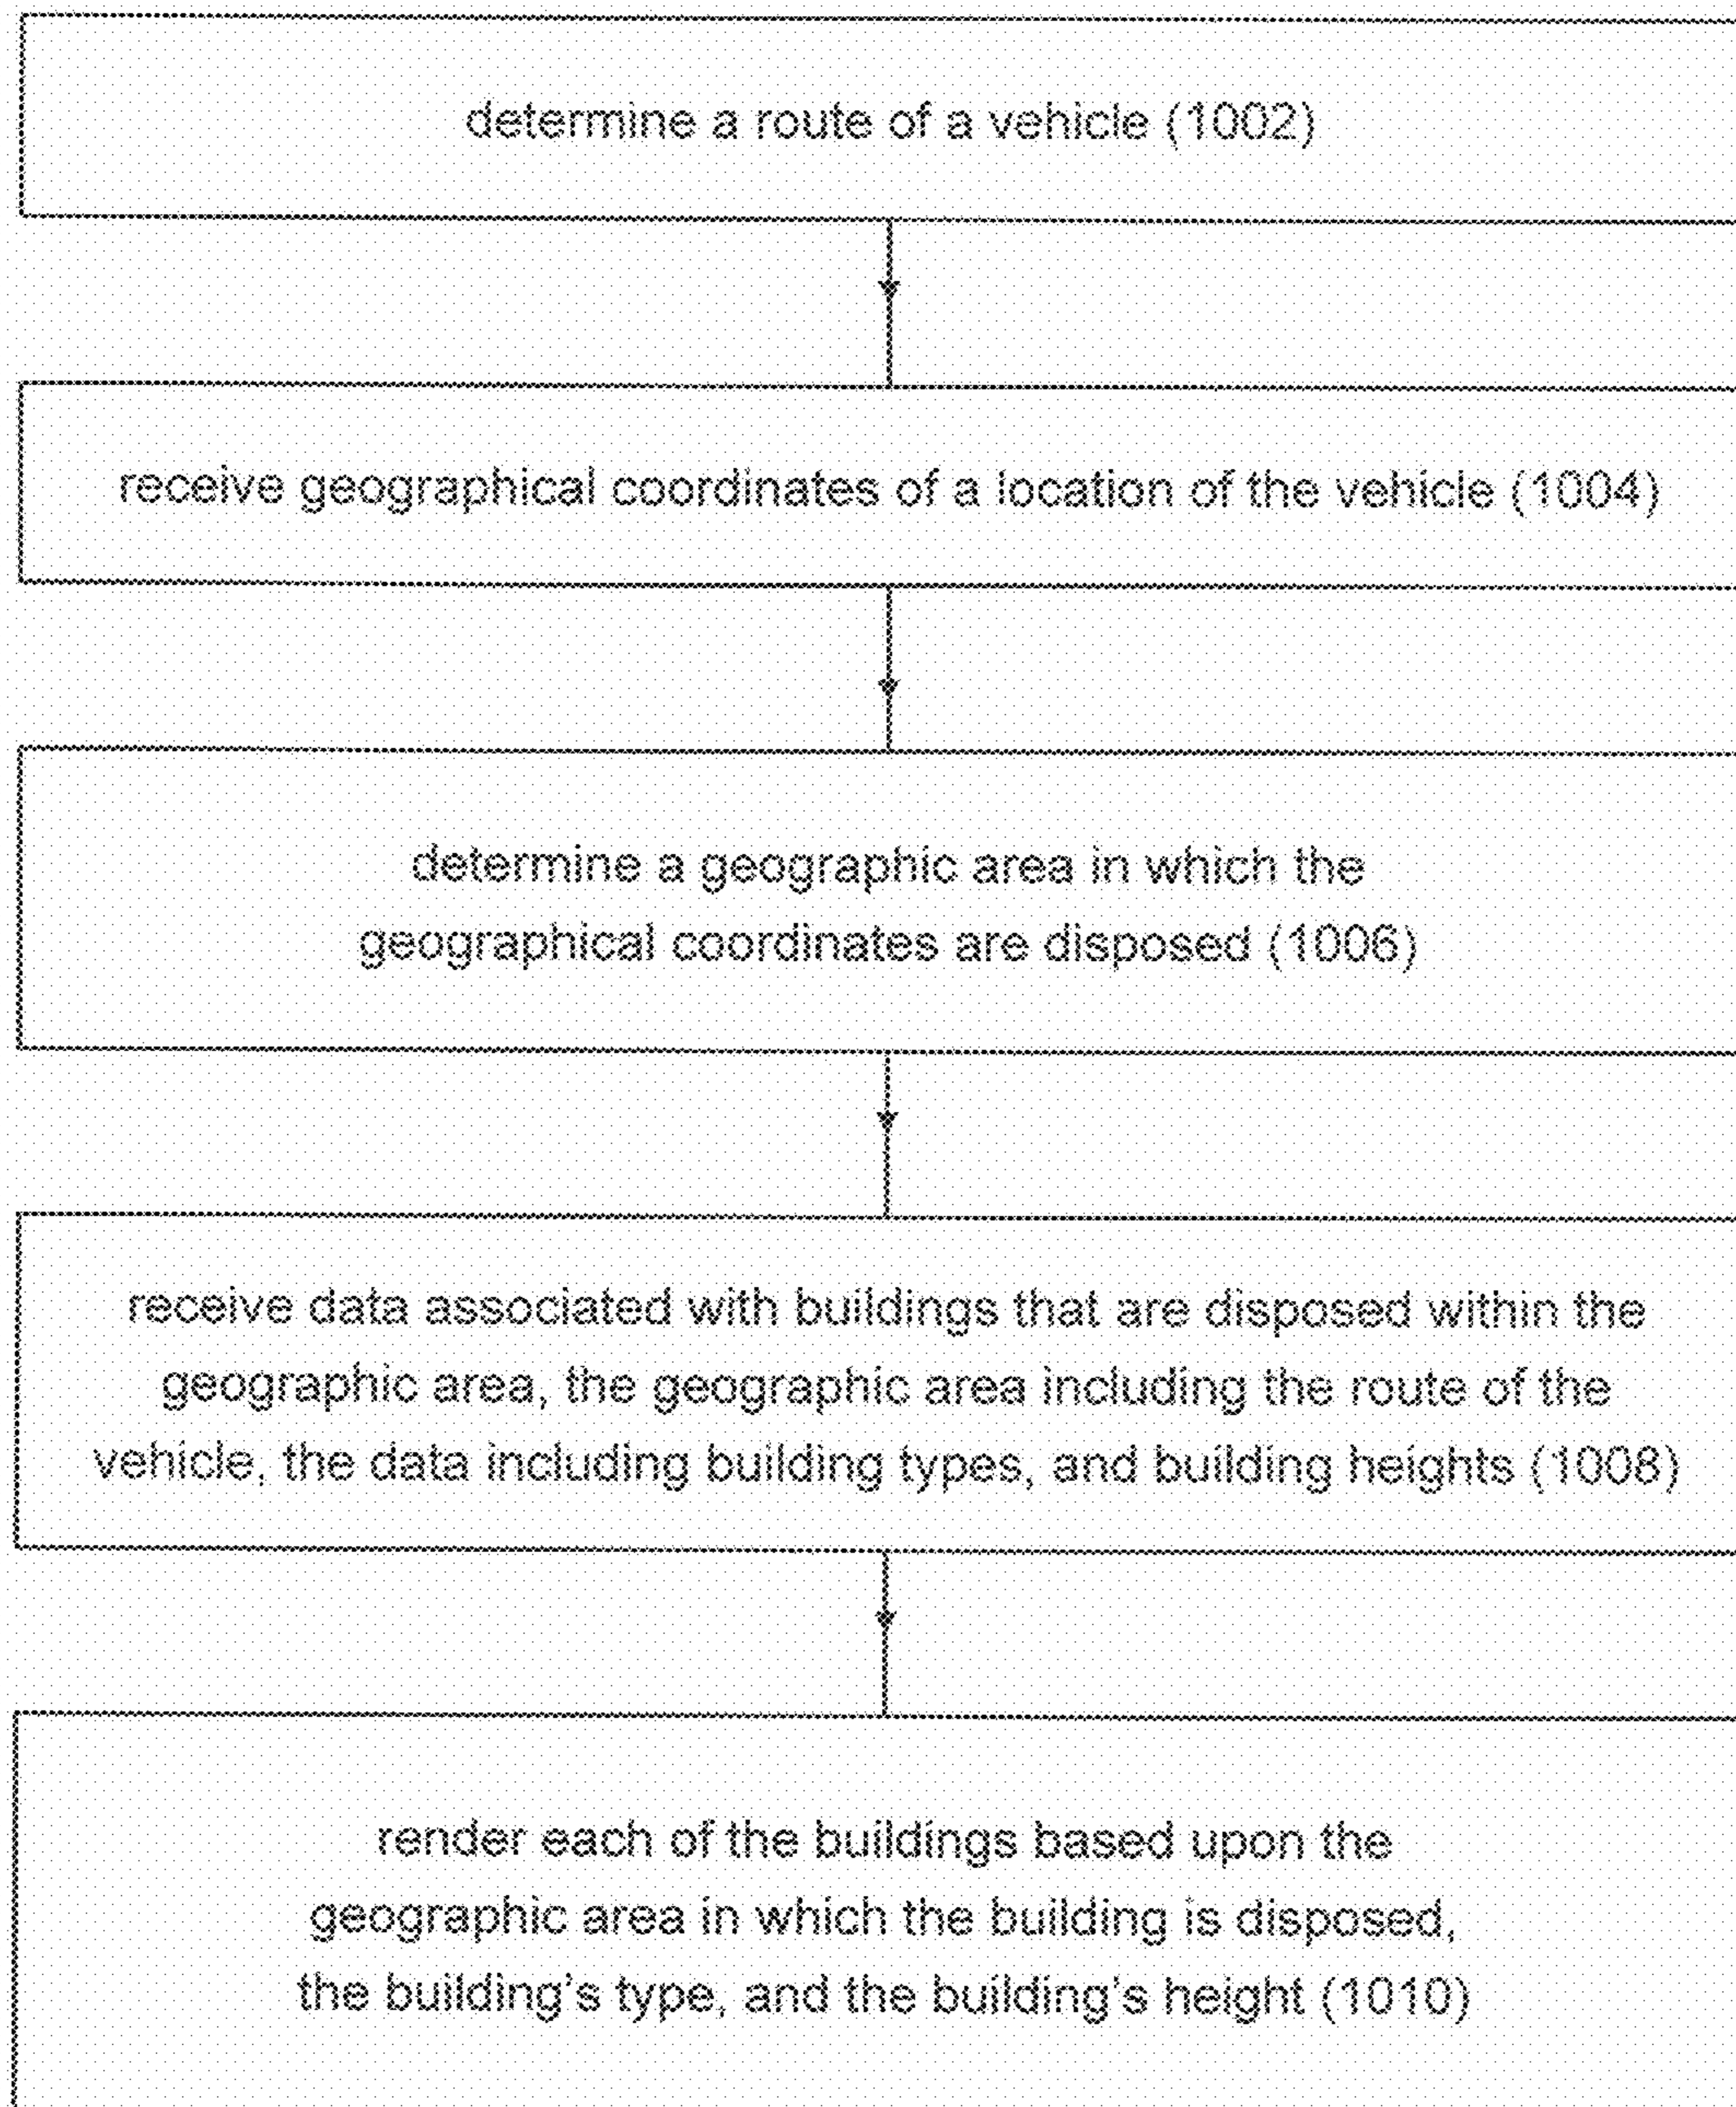 determine a route of a vehicle (1002)
receive geographical coordinates of a location of the vehicle (1004)
determine a geographic area in which the
geographical coordinates are disposed (1006)
receive data associated with buildings that are disposed within the
geographic area, the geographic area including the route of the
vehicle, the data including building types, and building heights (1008)
render each of the buildings based upon the
geographic area in which the building is disposed,
the building's type, and the building's height (1010)